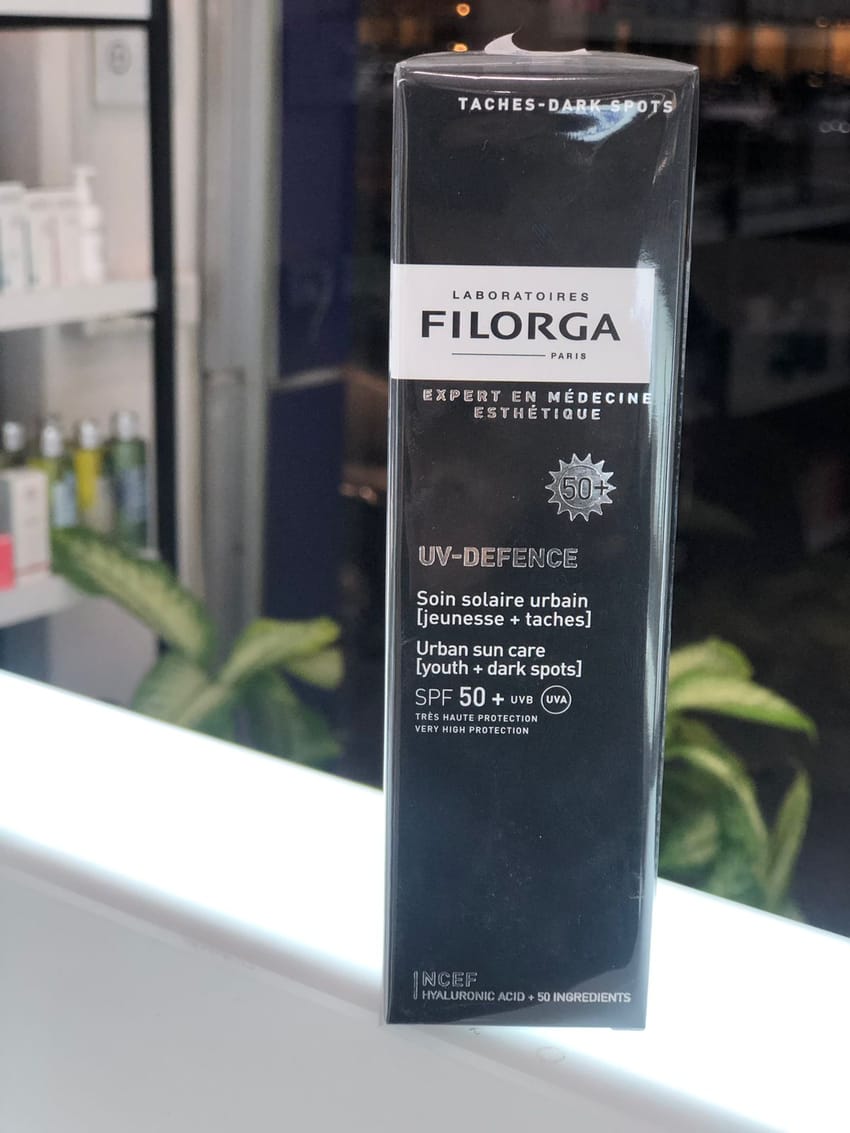 TACHES-DARK SPOTS
LABORATOIRES
FILORGA
PARIS
EXPERT EN MÉDECINE
ESTHÉTIQUE
50+
UV-DEFENCE
Soin solaire urbain
[jeunesse + taches]
Urban sun care
[youth + dark spots]
SPF 50 + UVB UVA
TRÈS HAUTE PROTECTION
VERY HIGH PROTECTION
NCEF
HYALURONIC ACID + 50 INGREDIENTS